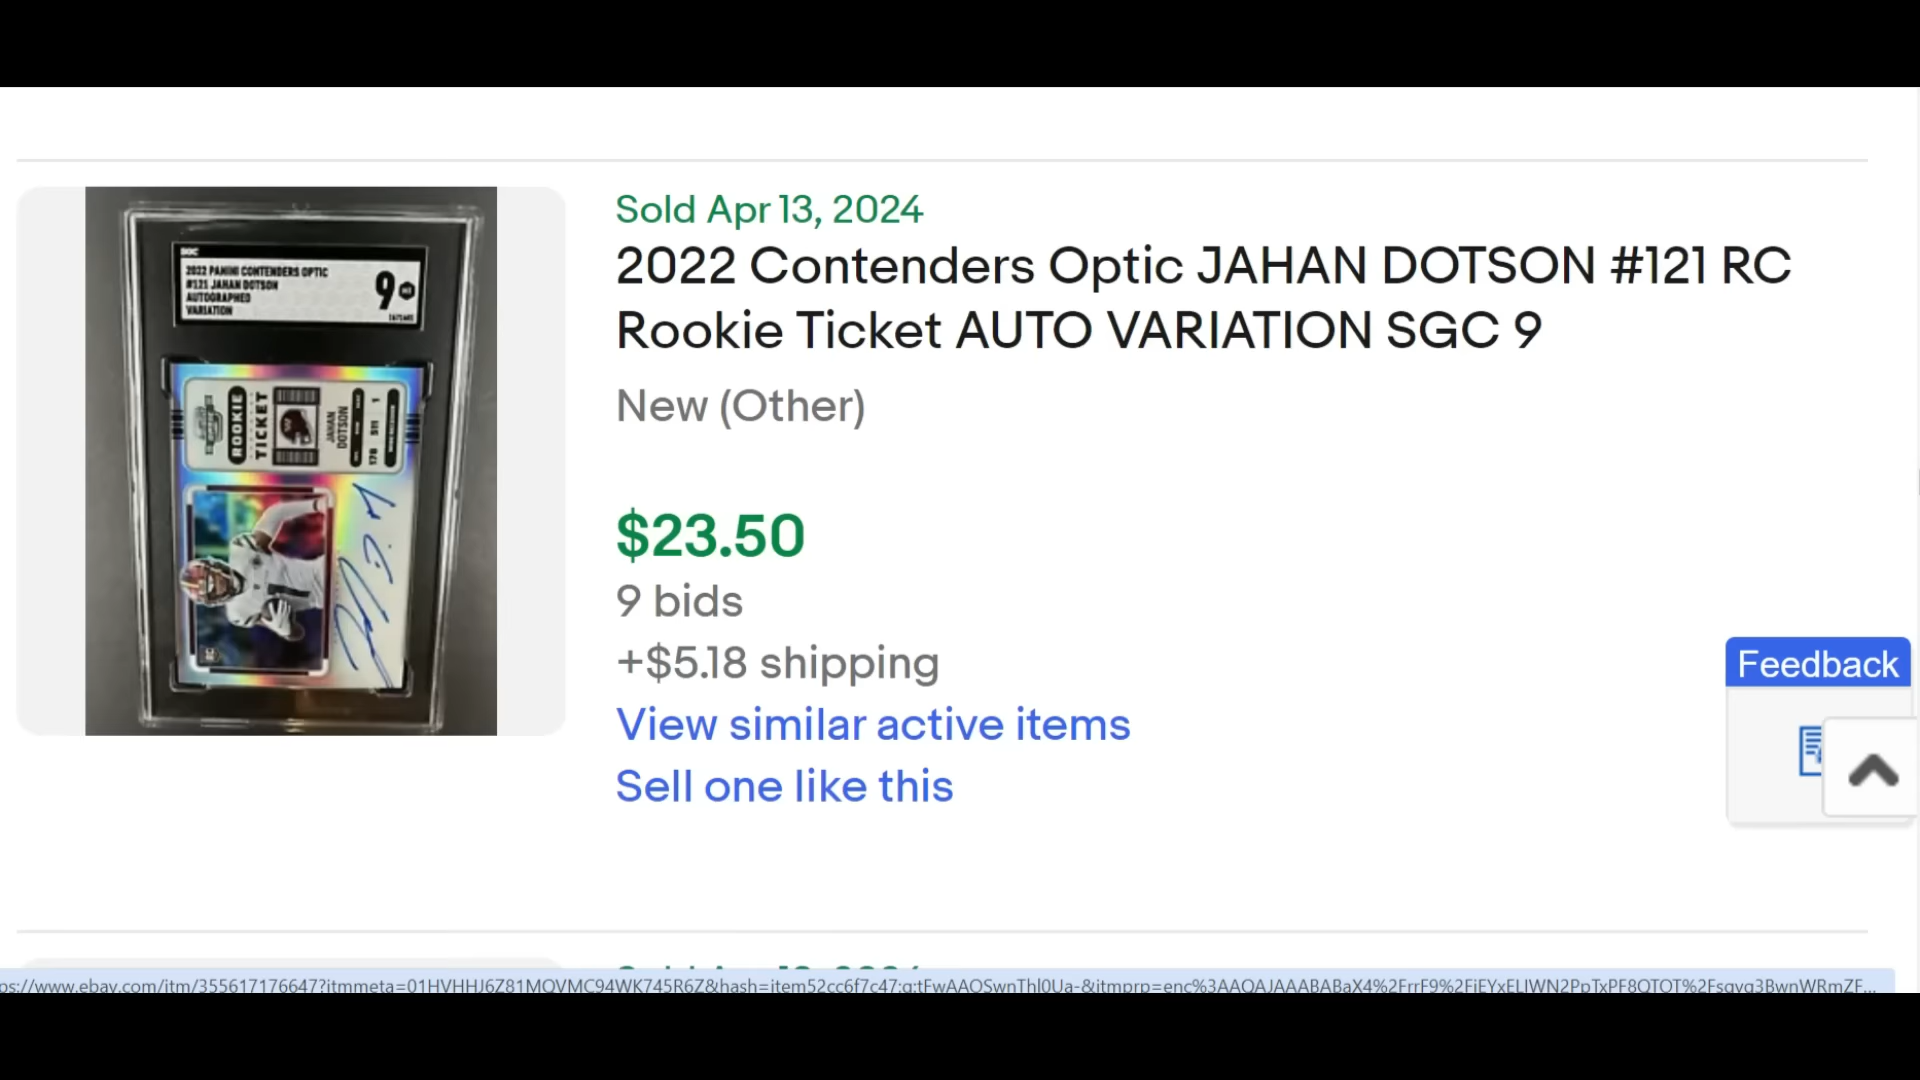 Sold Apr 13, 2024
2022 Contenders Optic JAHAN DOTSON #121 RC
Rookie Ticket AUTO VARIATION SGC 9
New (Other)
$23.50
9 bids
+$5.18 shipping
View similar active items
Sell one like this
SGC
2022 PANINI CONTENDERS OPTIC
#121 JAHAN DOTSON
AUTOGRAPHED
VARIATION
9
ROOKIE
TICKET
JAHAN
DOTSON
Feedback